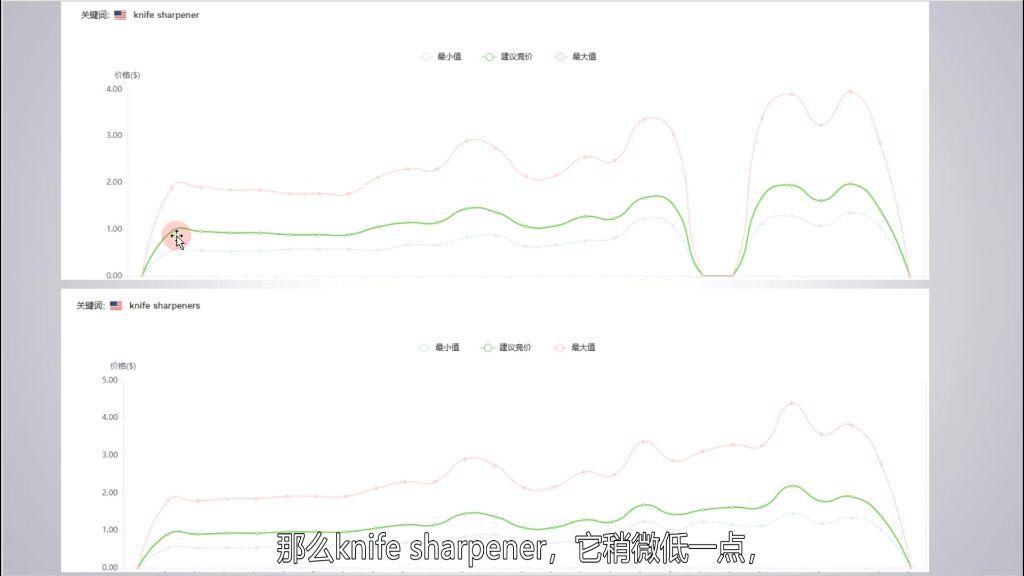 关键词: knife sharpener
最小值 建议竞价 最大值
价格($)
4.00
3.00
2.00
1.00
0.00
关键词: knife sharpeners
最小值 建议竞价 最大值
价格($)
5.00
4.00
3.00
2.00
1.00
0.00
那么knife sharpener，它稍微低一点，